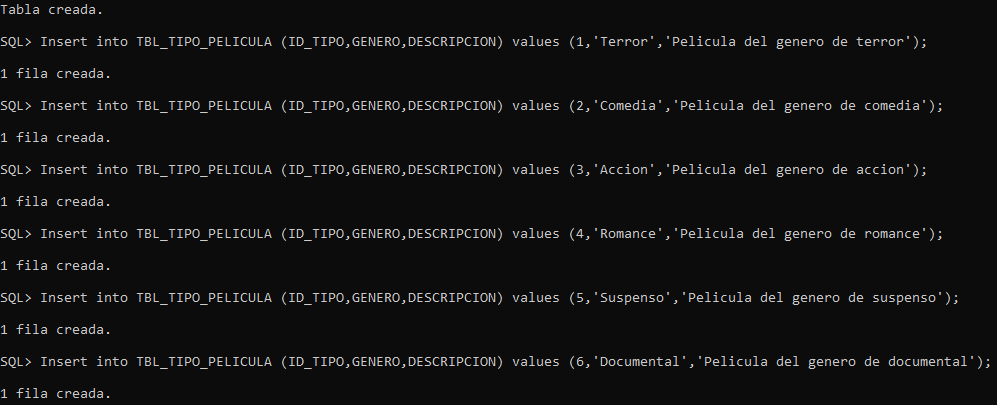 Tabla creada.
SQL> Insert into TBL_TIPO_PELICULA (ID_TIPO,GENERO,DESCRIPCION) values (1,'Terror','Pelicula del genero de terror');
1 fila creada.
SQL> Insert into TBL_TIPO_PELICULA (ID_TIPO,GENERO,DESCRIPCION) values (2,'Comedia','Pelicula del genero de comedia');
1 fila creada.
SQL> Insert into TBL_TIPO_PELICULA (ID_TIPO,GENERO,DESCRIPCION) values (3,'Accion','Pelicula del genero de accion');
1 fila creada.
SQL> Insert into TBL_TIPO_PELICULA (ID_TIPO,GENERO,DESCRIPCION) values (4,'Romance','Pelicula del genero de romance');
1 fila creada.
SQL> Insert into TBL_TIPO_PELICULA (ID_TIPO,GENERO,DESCRIPCION) values (5,'Suspenso','Pelicula del genero de suspenso');
1 fila creada.
SQL> Insert into TBL_TIPO_PELICULA (ID_TIPO,GENERO,DESCRIPCION) values (6,'Documental','Pelicula del genero de documental');
1 fila creada.